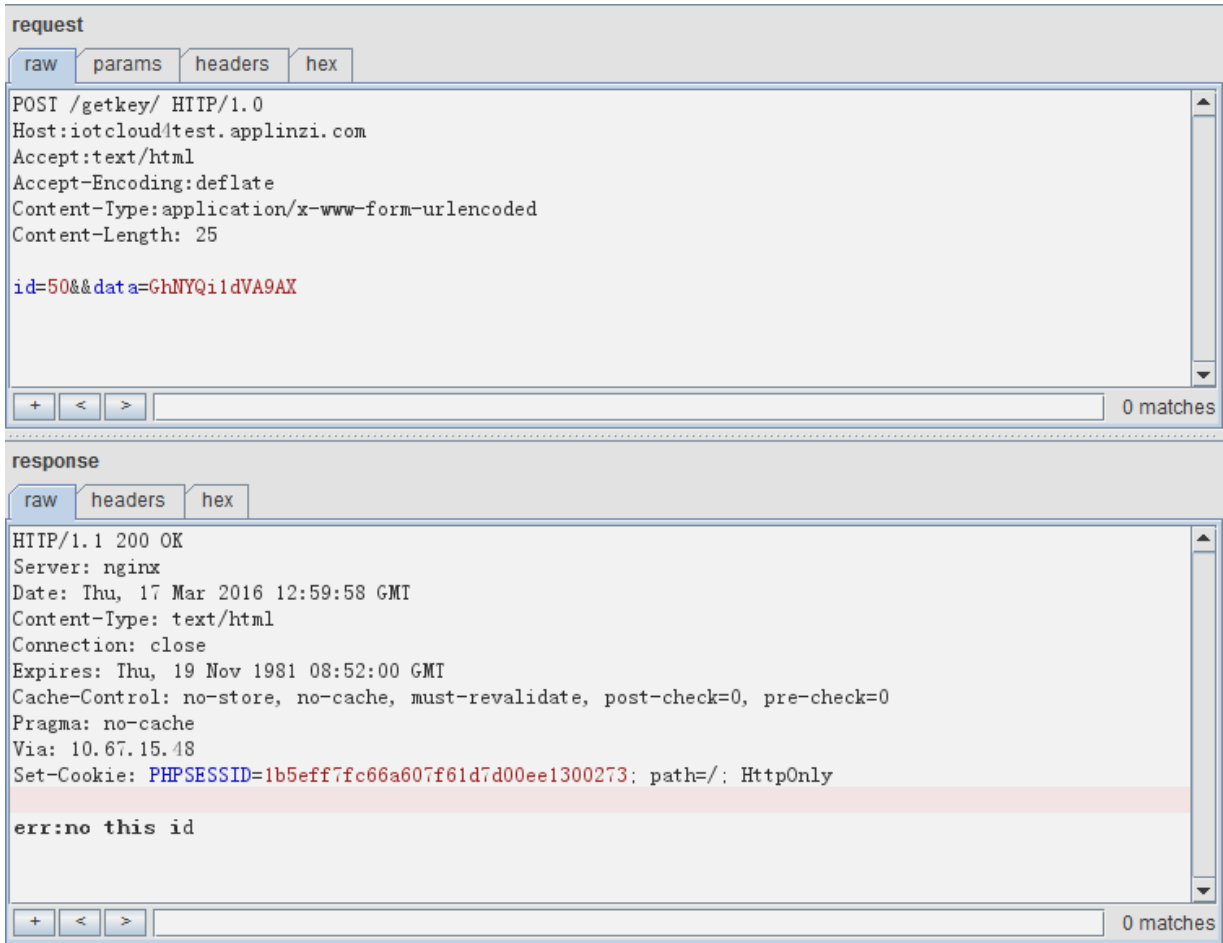 request
raw params headers hex
POST /getkey/ HTTP/1.0
Host:iotcloud4test.applinzi.com
Accept:text/html
Accept-Encoding:deflate
Content-Type:application/x-www-form-urlencoded
Content-Length: 25
id=50&&data=GhNYQi1dVA9AX
+ < > 0 matches
response
raw headers hex
HTTP/1.1 200 OK
Server: nginx
Date: Thu, 17 Mar 2016 12:59:58 GMT
Content-Type: text/html
Connection: close
Expires: Thu, 19 Nov 1981 08:52:00 GMT
Cache-Control: no-store, no-cache, must-revalidate, post-check=0, pre-check=0
Pragma: no-cache
Via: 10.67.15.48
Set-Cookie: PHPSESSID=1b5eff7fc66a607f61d7d00ee1300273; path=/; HttpOnly
err:no this id
+ < > 0 matches